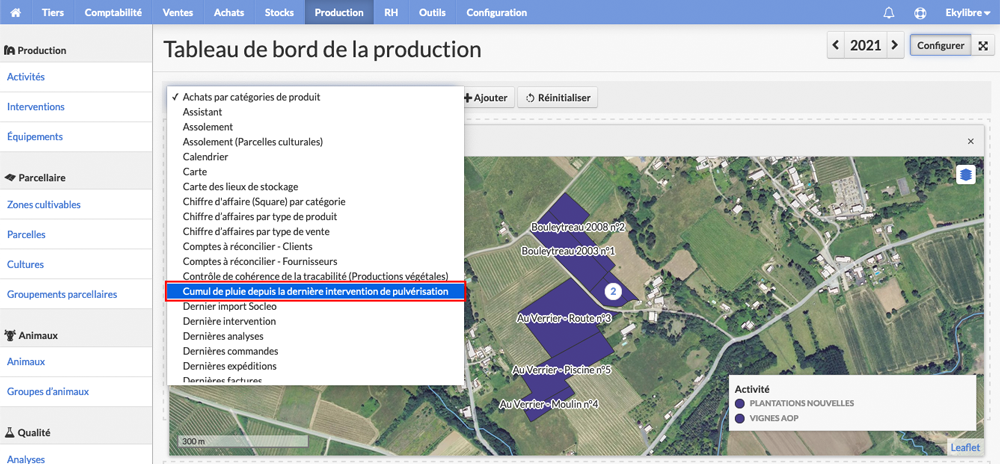 Tiers Comptabilité Ventes Achats Stocks Production RH Outils Configuration Ekylibre
Production
Activités
Interventions
Équipements
Parcellaire
Zones cultivables
Parcelles
Cultures
Groupements parcellaires
Animaux
Animaux
Groupes d'animaux
Qualité
Analyses
Tableau de bord de la production
2021
Configurer
✓ Achats par catégories de produit
Assistant
Assolement
Assolement (Parcelles culturales)
Calendrier
Carte
Carte des lieux de stockage
Chiffre d'affaire (Square) par catégorie
Chiffre d'affaires par type de produit
Chiffre d'affaires par type de vente
Comptes à réconcilier - Clients
Comptes à réconcilier - Fournisseurs
Contrôle de cohérence de la tracabilité (Productions végétales)
Cumul de pluie depuis la dernière intervention de pulvérisation
Dernier import Socleo
Dernière intervention
Dernières analyses
Dernières commandes
Dernières expéditions
Dernières factures
Ajouter
Réinitialiser
×
Bouleytreau 2008 n°2
Bouleytreau 2003 n°1
2
Au Verrier - Route n°3
Au Verrier - Piscine n°5
Au Verrier - Moulin n°4
Activité
PLANTATIONS NOUVELLES
VIGNES AOP
300 m
Leaflet